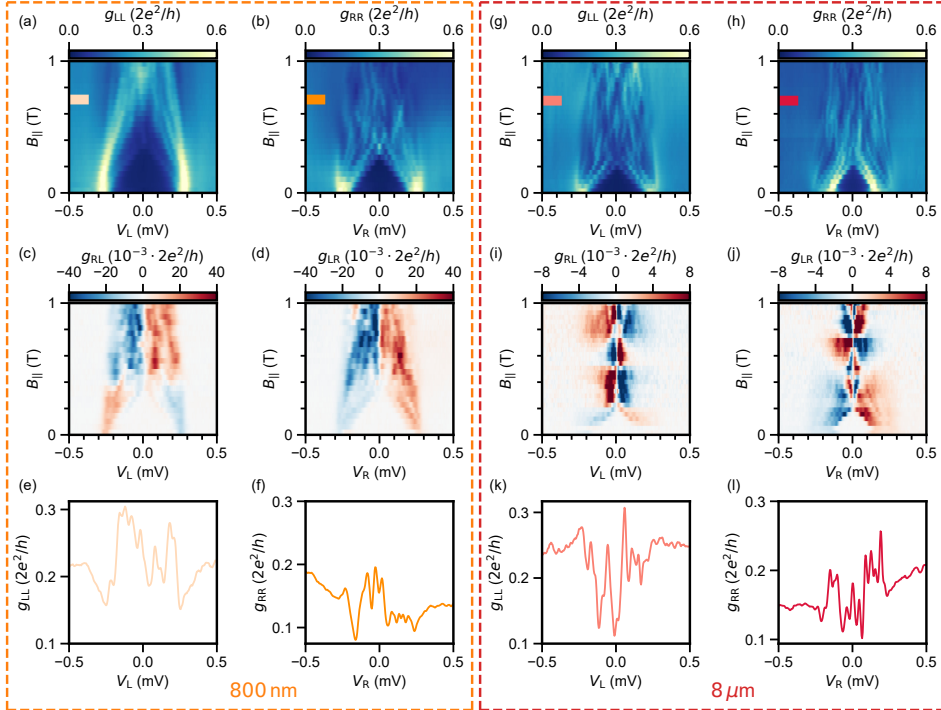 (a) g_LL (2e²/h)
0.0 0.3 0.6
(b) g_RR (2e²/h)
0.0 0.3 0.6
(g) g_LL (2e²/h)
0.0 0.3 0.6
(h) g_RR (2e²/h)
0.0 0.3 0.6
B_|| (T)
1
0
−0.5 0.0 0.5
V_L (mV)
B_|| (T)
1
0
−0.5 0.0 0.5
V_R (mV)
B_|| (T)
1
0
−0.5 0.0 0.5
V_L (mV)
B_|| (T)
1
0
−0.5 0.0 0.5
V_R (mV)
(c) g_RL (10⁻³ · 2e²/h)
−40 −20 0 20 40
(d) g_LR (10⁻³ · 2e²/h)
−40 −20 0 20 40
(i) g_RL (10⁻³ · 2e²/h)
−8 −4 0 4 8
(j) g_LR (10⁻³ · 2e²/h)
−8 −4 0 4 8
B_|| (T)
1
0
−0.5 0.0 0.5
V_L (mV)
B_|| (T)
1
0
−0.5 0.0 0.5
V_R (mV)
B_|| (T)
1
0
−0.5 0.0 0.5
V_L (mV)
B_|| (T)
1
0
−0.5 0.0 0.5
V_R (mV)
(e)
g_LL (2e²/h)
0.3
0.2
0.1
−0.5 0.0 0.5
V_L (mV)
(f)
g_RR (2e²/h)
0.3
0.2
0.1
−0.5 0.0 0.5
V_R (mV)
(k)
g_LL (2e²/h)
0.3
0.2
0.1
−0.5 0.0 0.5
V_L (mV)
(l)
g_RR (2e²/h)
0.3
0.2
0.1
−0.5 0.0 0.5
V_R (mV)
800 nm
8 μm